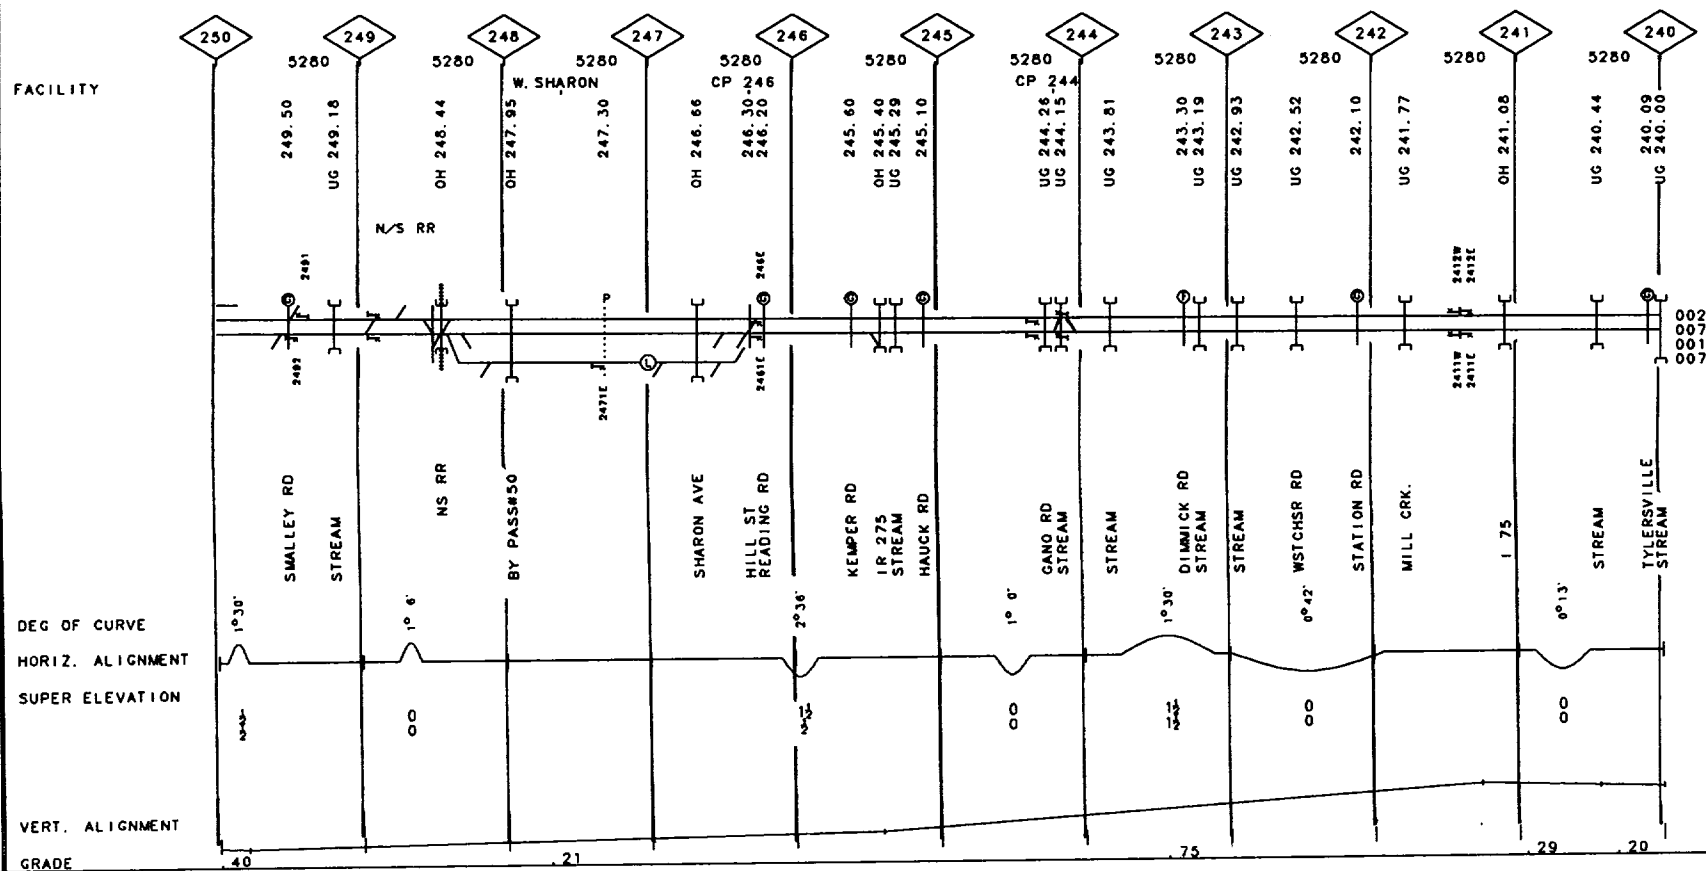 250 249 248 247 246 245 244 243 242 241 240
5280 5280 5280 5280 5280 5280 5280 5280 5280 5280
FACILITY
W. SHARON
CP 246
CP 244
249.50
UG 249.18
OH 248.44
OH 247.95
247.30
OH 246.66
246.30
246.20
245.60
OH 245.40
UG 245.29
245.10
UG 244.26
UG 244.15
UG 243.81
243.30
UG 243.19
UG 242.93
UG 242.52
242.10
UG 241.77
OH 241.08
UG 240.44
240.09
UG 240.00
N/S RR
2491
246E
2412W
2412E
P
L
002
007
001
007
2492
2471E
2461E
2411W
2411E
SMALLEY RD
STREAM
NS RR
BY PASS#50
SHARON AVE
HILL ST
READING RD
KEMPER RD
IR 275
STREAM
HAUCK RD
GANO RD
STREAM
STREAM
DIMMICK RD
STREAM
STREAM
WSTCHSR RD
STATION RD
MILL CRK.
I 75
STREAM
TYLERSVILLE
STREAM
DEG OF CURVE
1°30' 1° 6' 2°36' 1° 0' 1°30' 0°42' 0°13'
HORIZ. ALIGNMENT
SUPER ELEVATION
0 0 0 0
0 0 0 0
VERT. ALIGNMENT
GRADE
.40 .21 .75 .29 .20